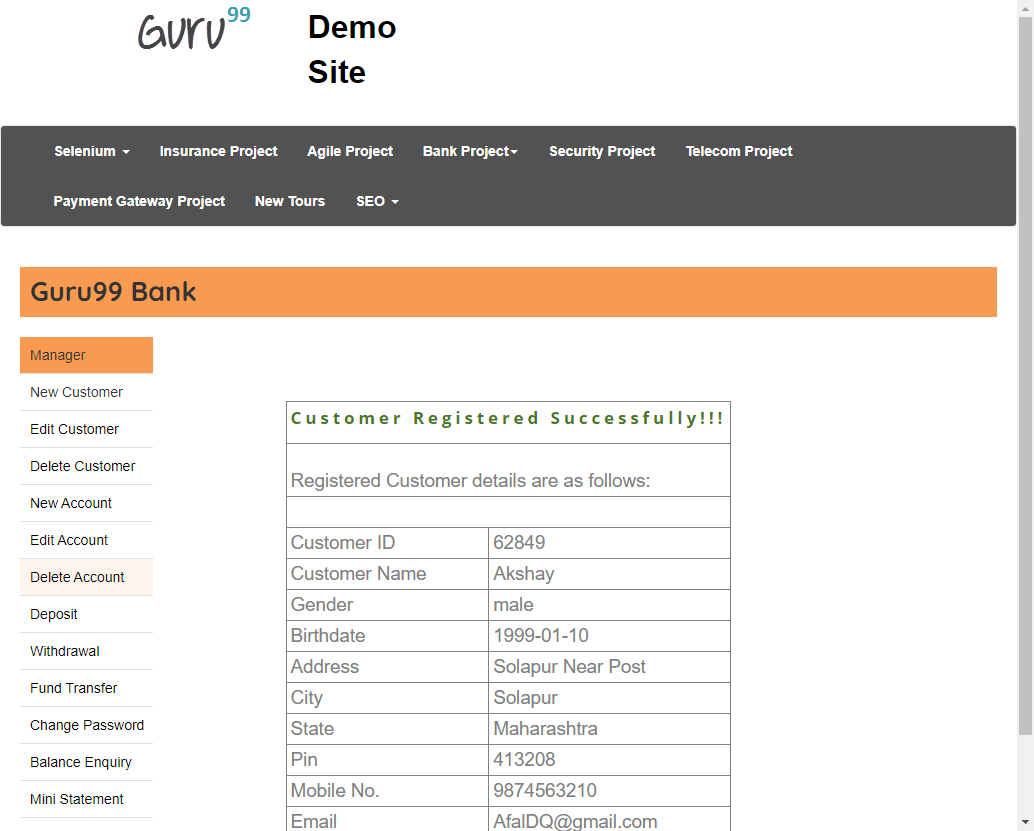 Guru99
Demo
Site
Selenium
Insurance Project
Agile Project
Bank Project
Security Project
Telecom Project
Payment Gateway Project
New Tours
SEO
Guru99 Bank
Manager
New Customer
Edit Customer
Delete Customer
New Account
Edit Account
Delete Account
Deposit
Withdrawal
Fund Transfer
Change Password
Balance Enquiry
Mini Statement
Customer Registered Successfully!!!
Registered Customer details are as follows:
Customer ID 62849
Customer Name Akshay
Gender male
Birthdate 1999-01-10
Address Solapur Near Post
City Solapur
State Maharashtra
Pin 413208
Mobile No. 9874563210
Email AfalDQ@gmail.com